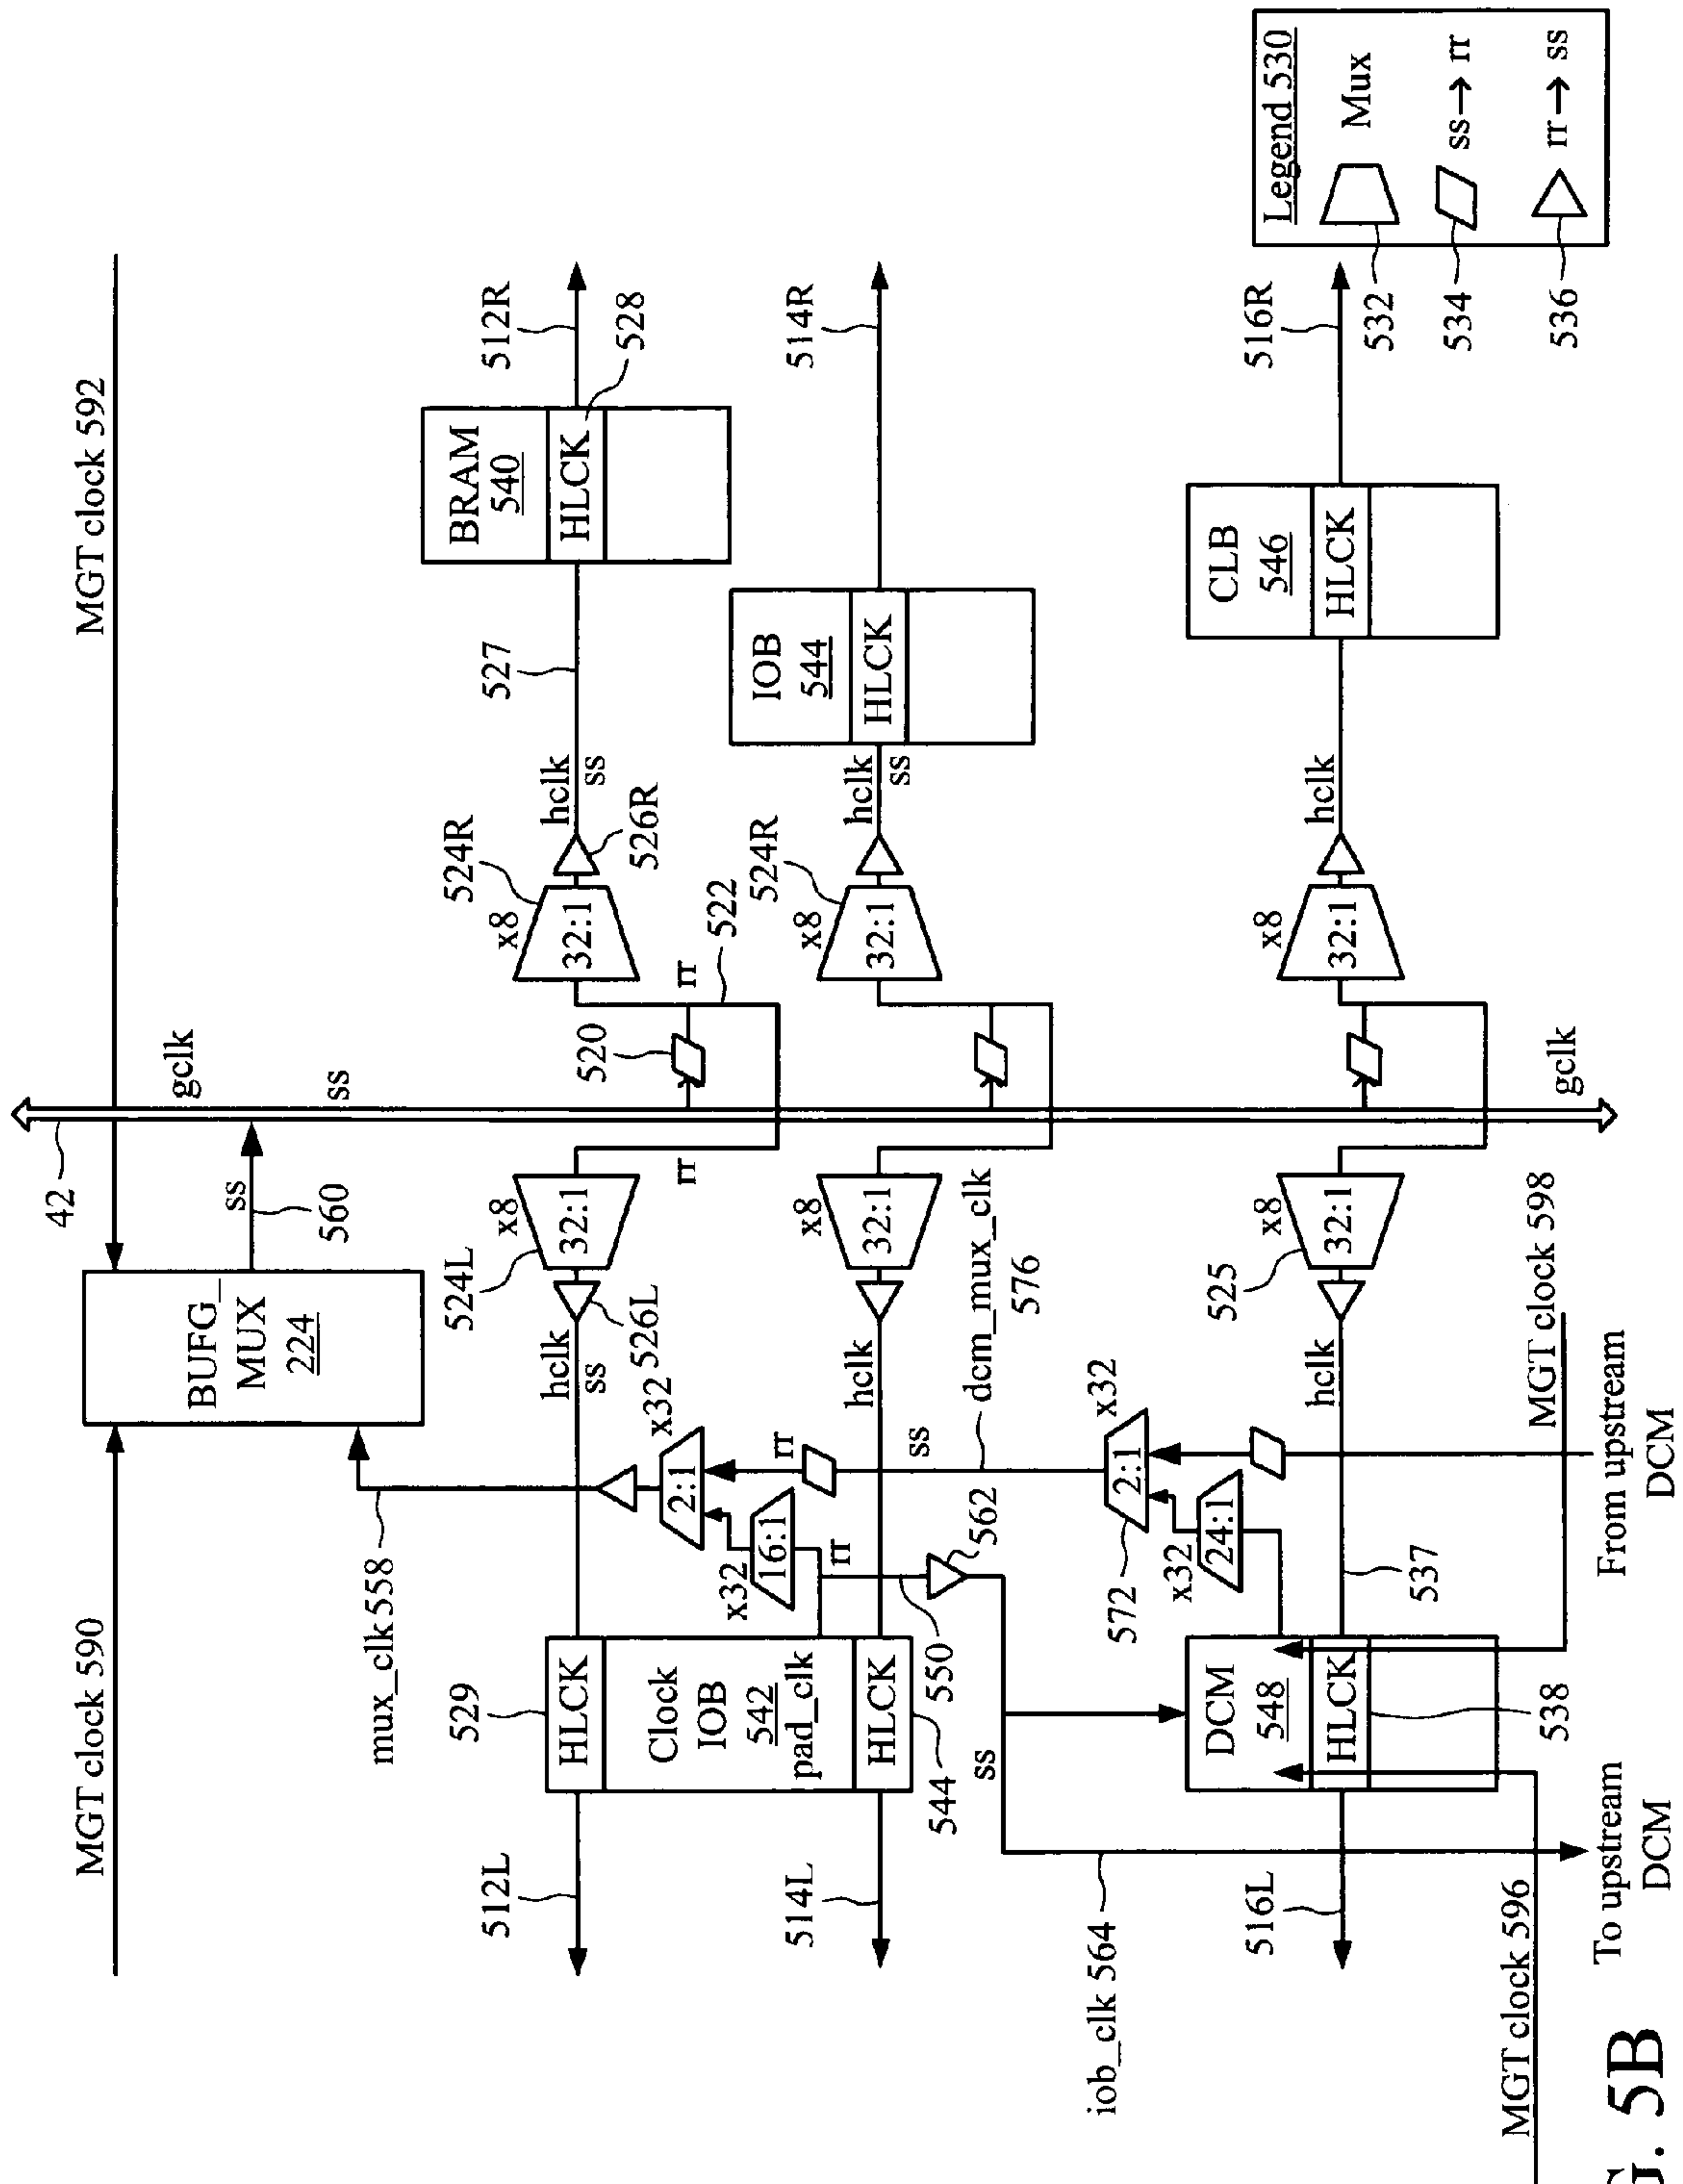 MGT clock 590
MGT clock 592
BUFG_
MUX
224
42
gclk
ss
ss
560
mux_clk558
529
512L
HLCK
Clock
IOB
542
pad_clk
HLCK
544
514L
hclk
ss
526L
524L
x8
32:1
rr
520
rr
522
524R
x8
32:1
526R
hclk
ss
527
BRAM
540
HLCK
528
512R
x32
2:1
x32
16:1
rr
rr
550
562
ss
hclk
x8
32:1
524R
x8
32:1
hclk
ss
IOB
544
HLCK
514R
dcm_mux_clk
576
ss
iob_clk 564
572
x32
2:1
x32
24:1
516L
DCM
548
HLCK
538
537
hclk
525
x8
32:1
x8
32:1
hclk
CLB
546
HLCK
516R
MGT clock 596
MGT clock 598
gclk
To upstream
DCM
From upstream
DCM
Legend 530
Mux
ss→rr
rr→ss
532
534
536
G. 5B